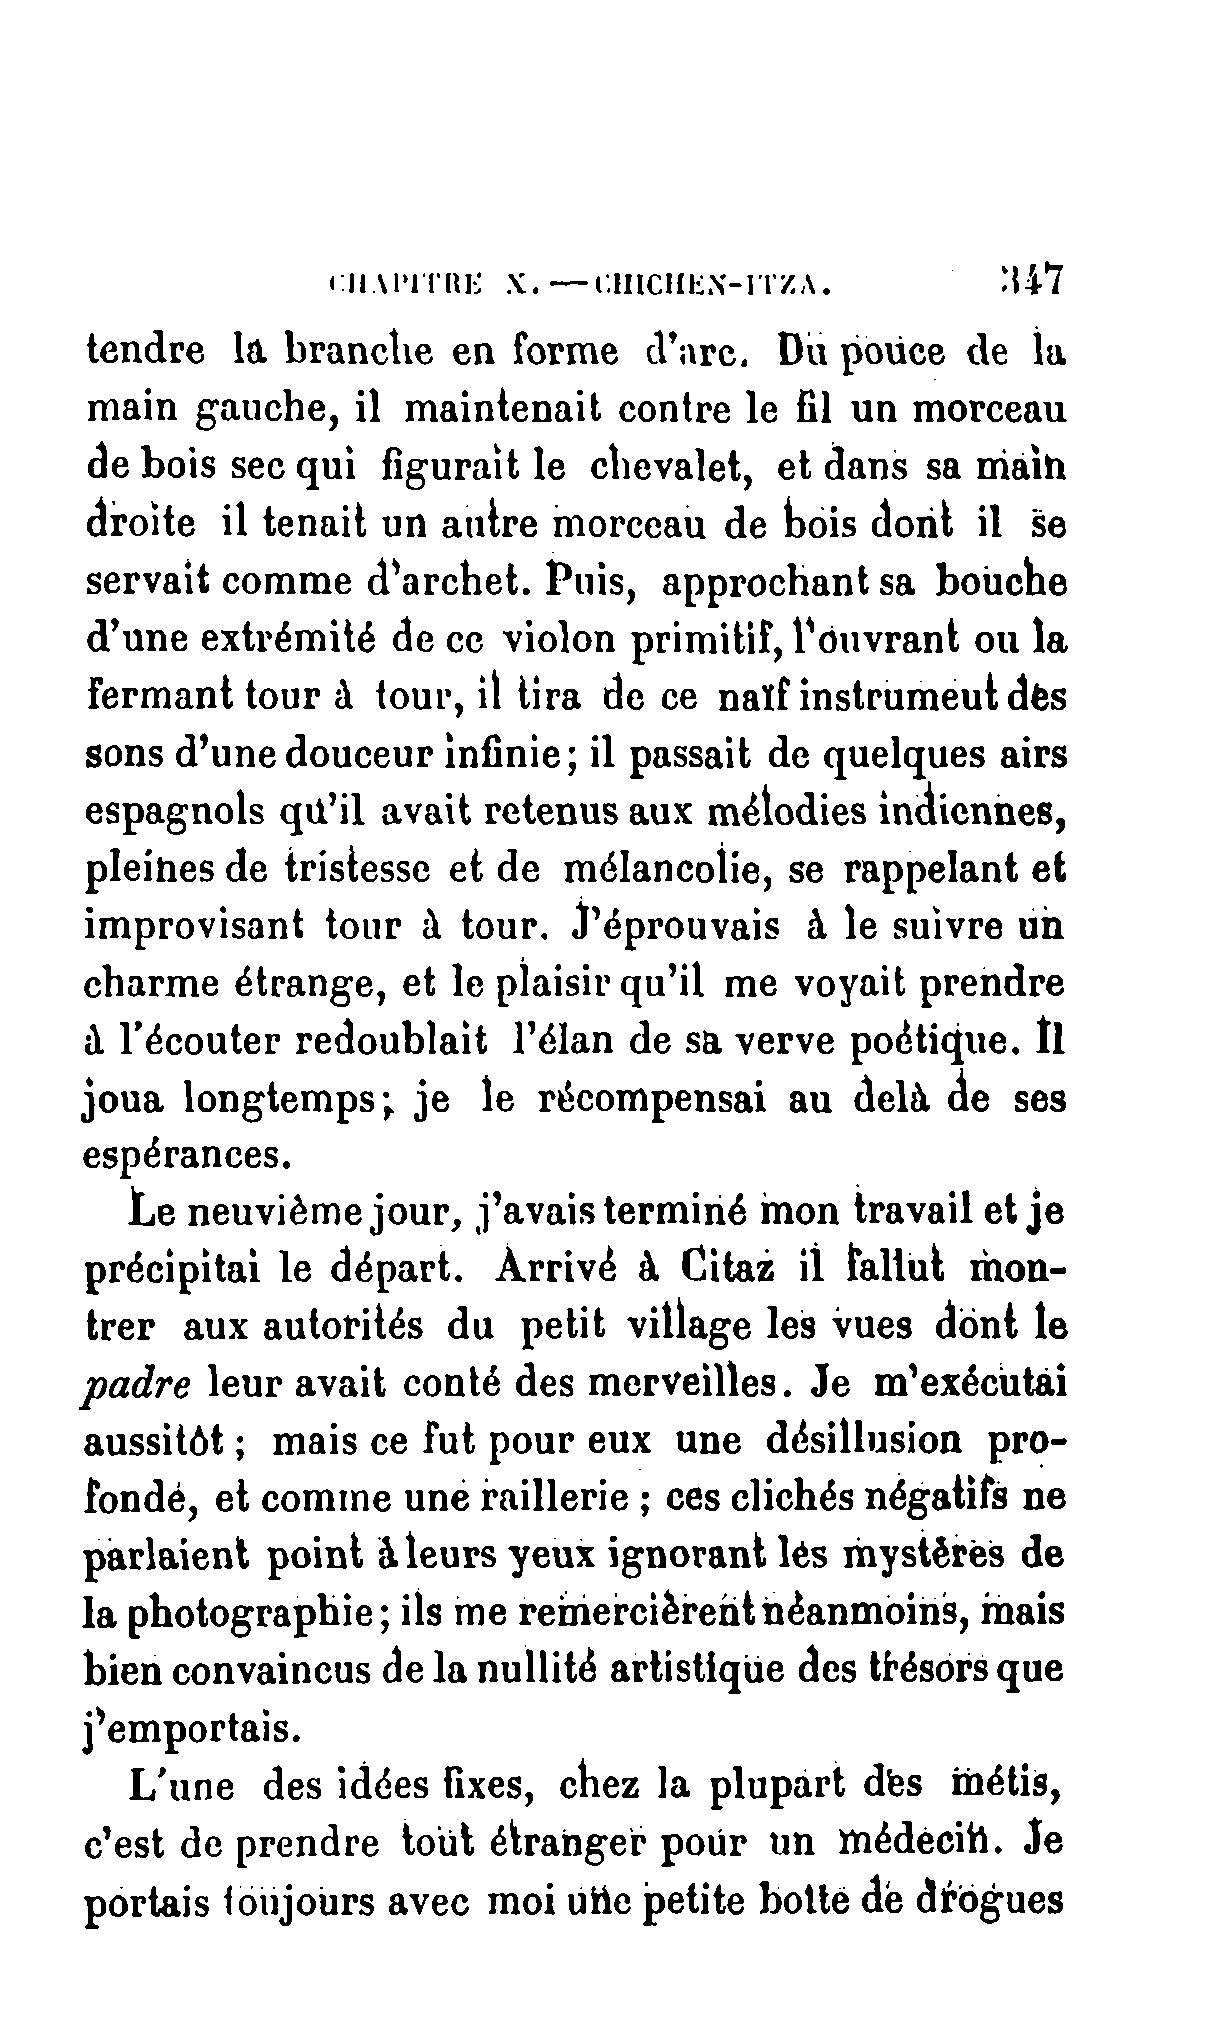 CHAPITRE X. — CHICHEN-ITZA. 347
tendre la branche en forme d'arc. Du pouce de la
main gauche, il maintenait contre le fil un morceau
de bois sec qui figurait le chevalet, et dans sa main
droite il tenait un autre morceau de bois dont il se
servait comme d'archet. Puis, approchant sa bouche
d'une extrémité de ce violon primitif, l'ouvrant ou la
fermant tour à tour, il tira de ce naïf instrument des
sons d'une douceur infinie; il passait de quelques airs
espagnols qu'il avait retenus aux mélodies indiennes,
pleines de tristesse et de mélancolie, se rappelant et
improvisant tour à tour. J'éprouvais à le suivre un
charme étrange, et le plaisir qu'il me voyait prendre
à l'écouter redoublait l'élan de sa verve poétique. Il
joua longtemps; je le récompensai au delà de ses
espérances.
Le neuvième jour, j'avais terminé mon travail et je
précipitai le départ. Arrivé à Citaz il fallut mon-
trer aux autorités du petit village les vues dont le
padre leur avait conté des merveilles. Je m'exécutai
aussitôt ; mais ce fut pour eux une désillusion pro-
fonde, et comme une raillerie ; ces clichés négatifs ne
parlaient point à leurs yeux ignorant les mystères de
la photographie; ils me remercièrent néanmoins, mais
bien convaincus de la nullité artistique des trésors que
j'emportais.
L'une des idées fixes, chez la plupart des métis,
c'est de prendre tout étranger pour un médecin. Je
portais toujours avec moi une petite boîte de drogues